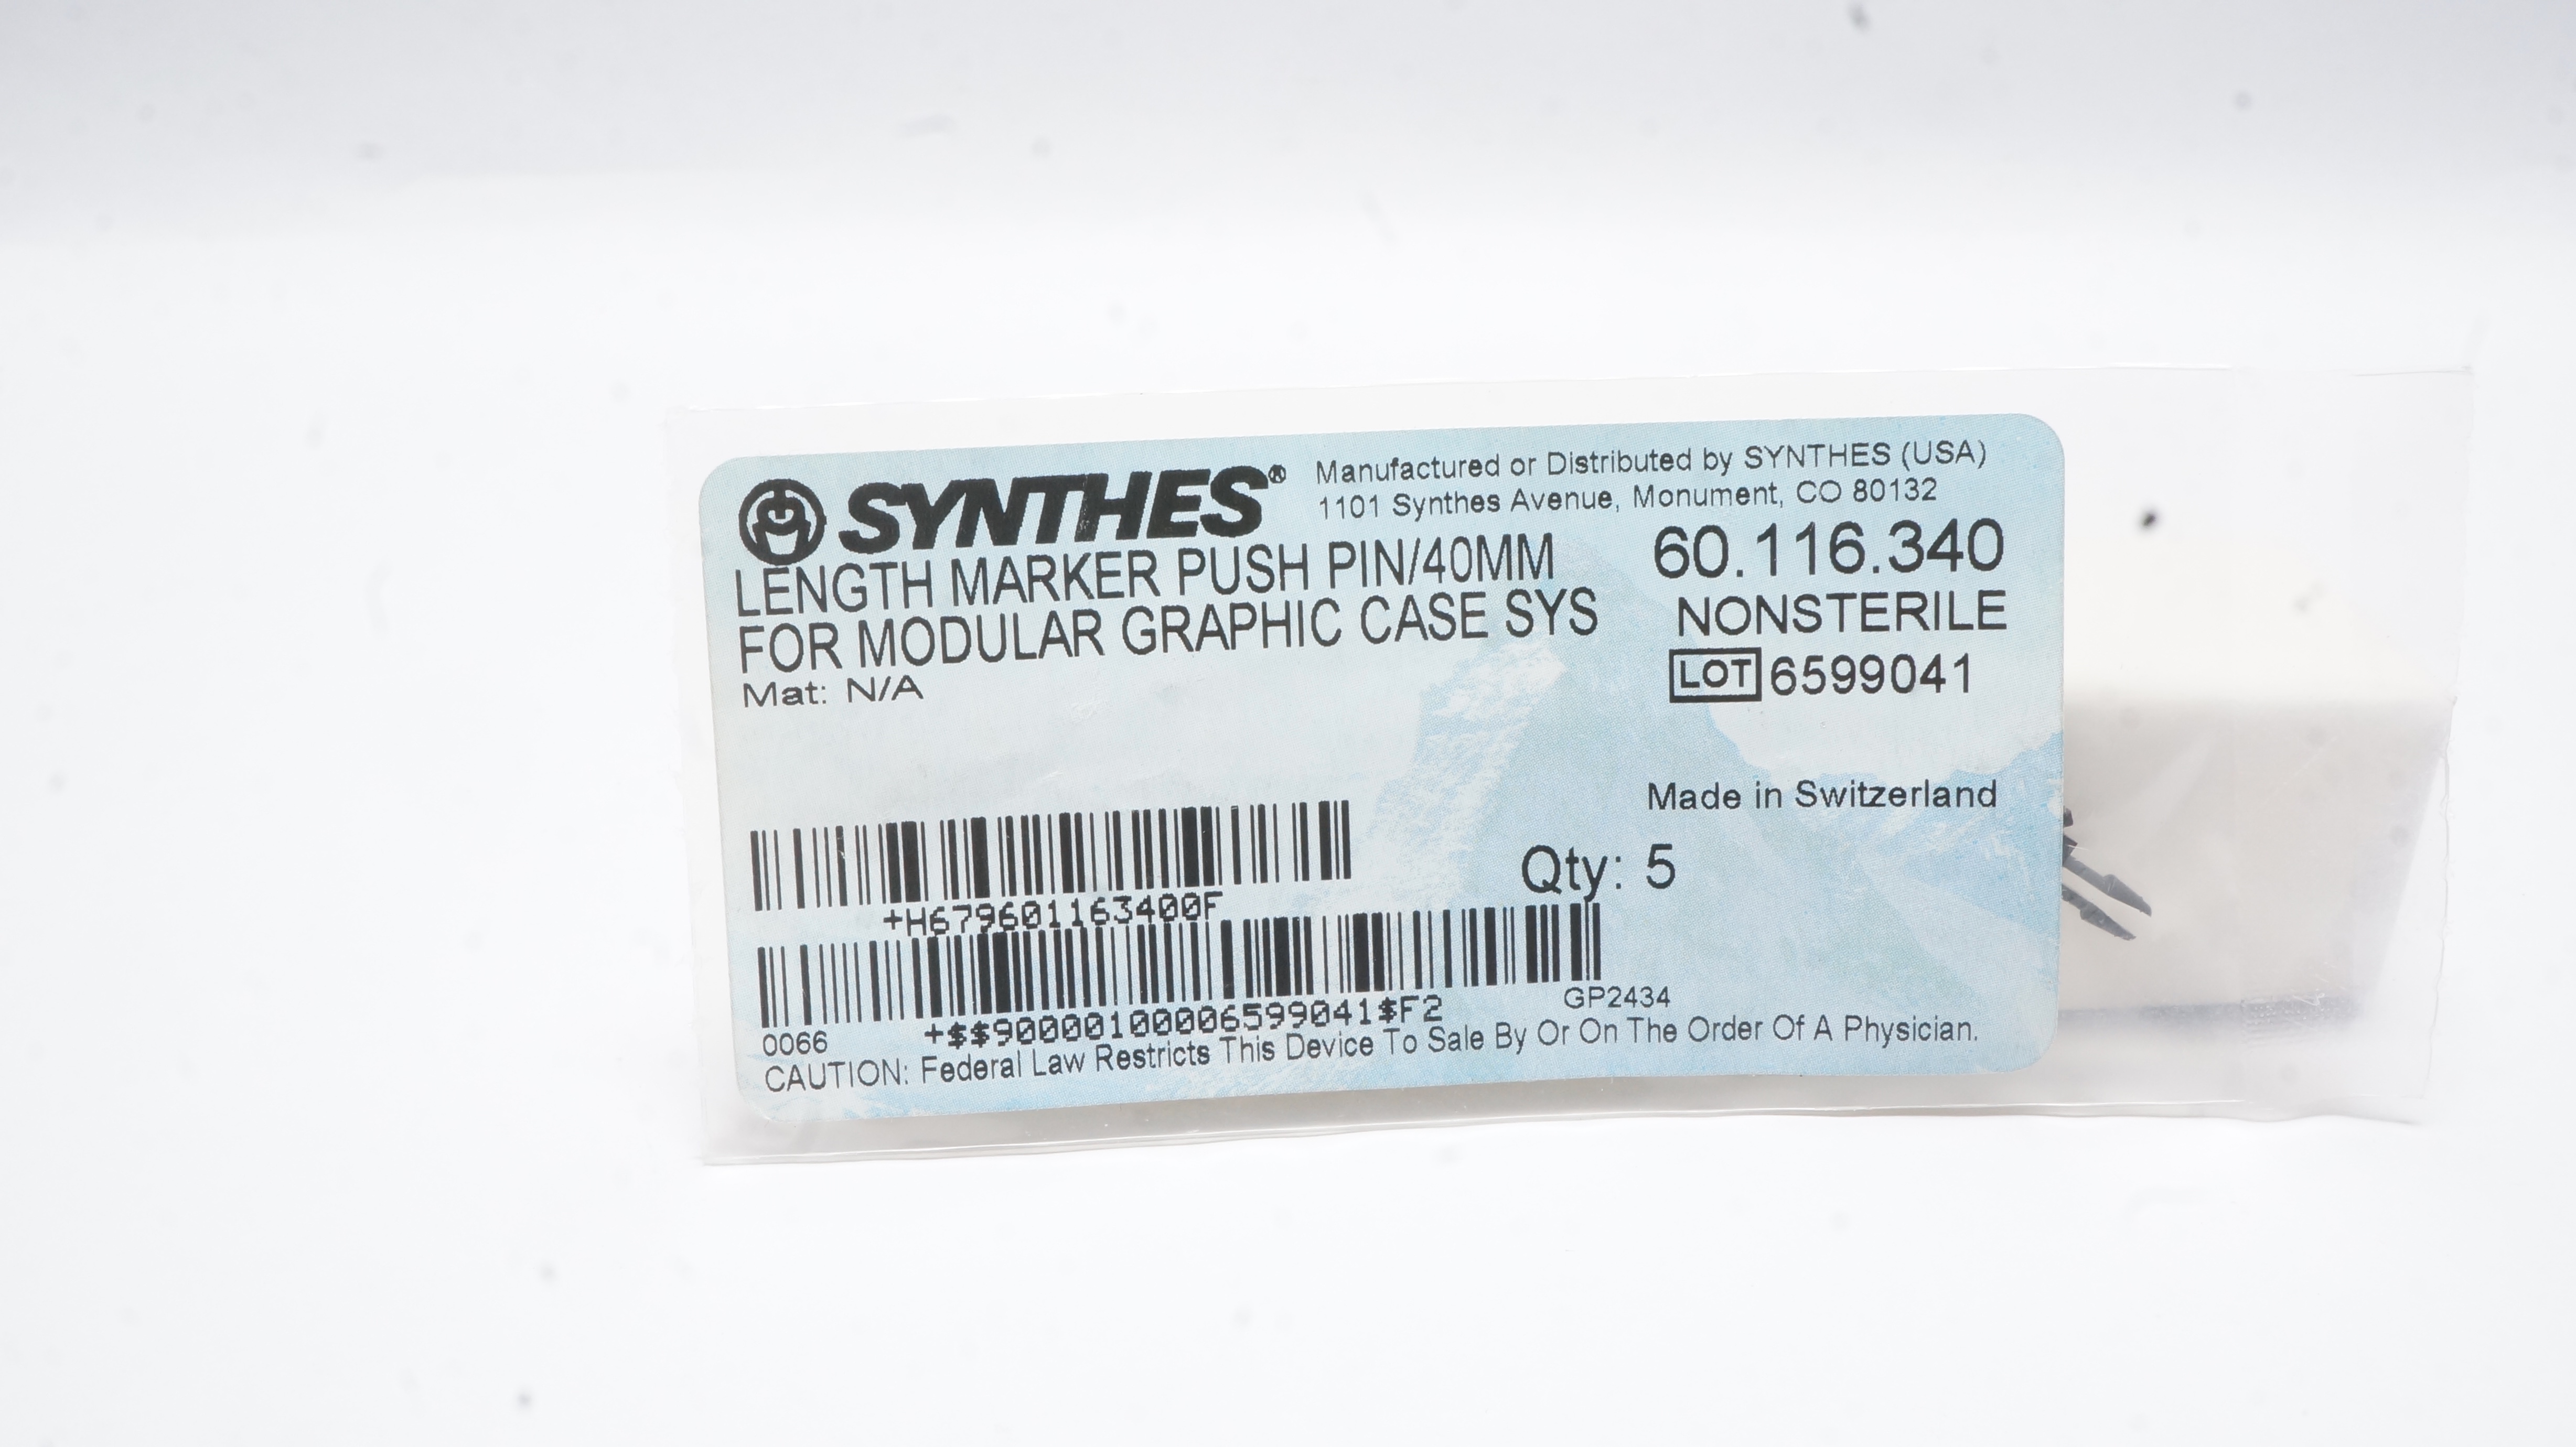 SYNTHES®
Manufactured or Distributed by SYNTHES (USA)
1101 Synthes Avenue, Monument, CO 80132
LENGTH MARKER PUSH PIN/40MM
FOR MODULAR GRAPHIC CASE SYS
Mat: N/A
60.116.340
NONSTERILE
LOT 6599041
Made in Switzerland
Qty: 5
+H679601163400F
GP2434
+$$900000100006599041$F2
0066
CAUTION: Federal Law Restricts This Device To Sale By Or On The Order Of A Physician.